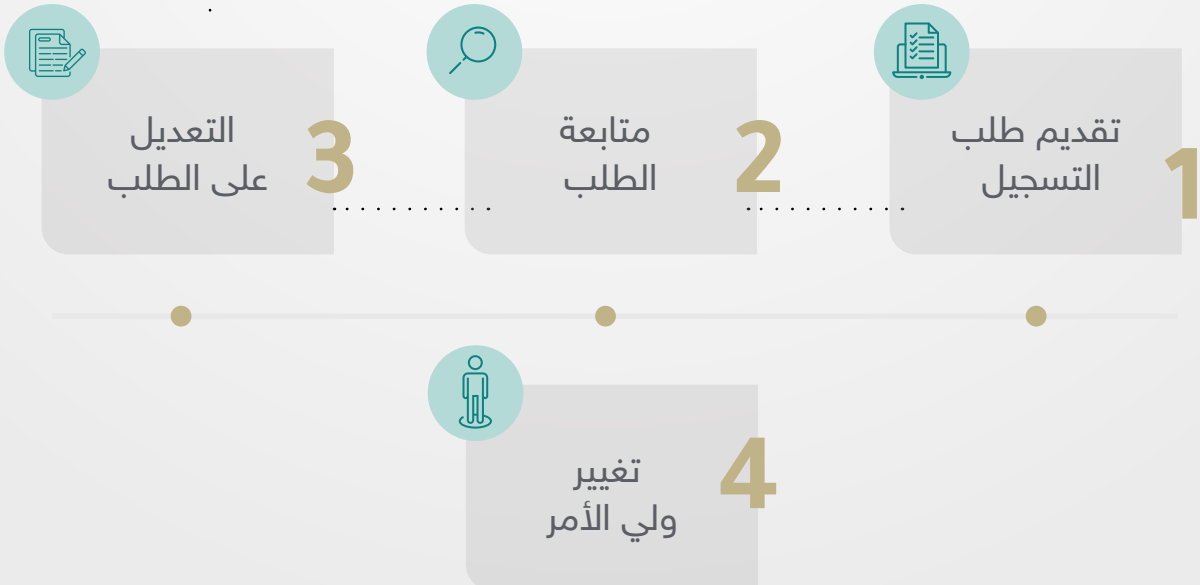 1
تقديم طلب
التسجيل
2
متابعة
الطلب
3
التعديل
على الطلب
4
تغيير
ولي الأمر